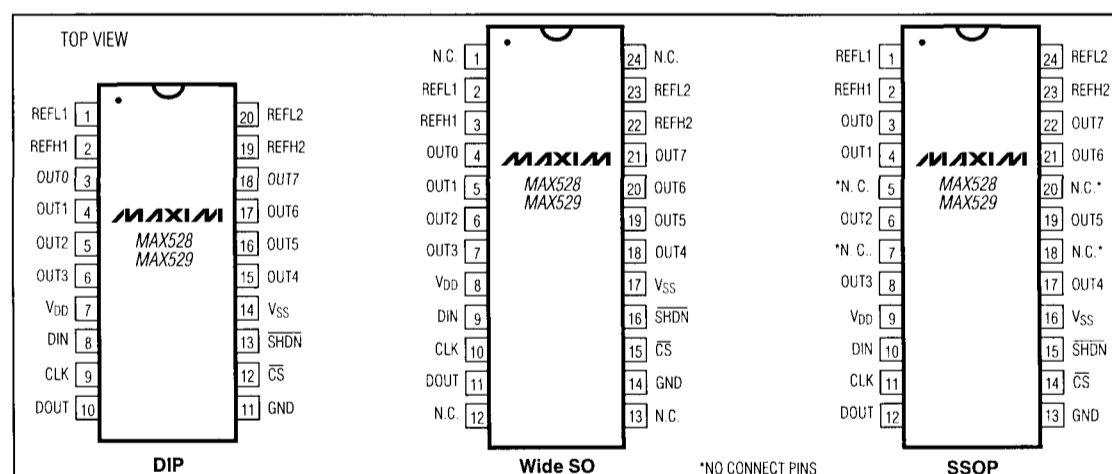 TOP VIEW
REFL1 1
REFH1 2
OUT0 3
OUT1 4
OUT2 5
OUT3 6
VDD 7
DIN 8
CLK 9
DOUT 10
MAXIM
MAX528
MAX529
20 REFL2
19 REFH2
18 OUT7
17 OUT6
16 OUT5
15 OUT4
14 VSS
13 SHDN
12 CS
11 GND
DIP
N.C. 1
REFL1 2
REFH1 3
OUT0 4
OUT1 5
OUT2 6
OUT3 7
VDD 8
DIN 9
CLK 10
DOUT 11
N.C. 12
MAXIM
MAX528
MAX529
24 N.C.
23 REFL2
22 REFH2
21 OUT7
20 OUT6
19 OUT5
18 OUT4
17 VSS
16 SHDN
15 CS
14 GND
13 N.C.
Wide SO
REFL1 1
REFH1 2
OUT0 3
OUT1 4
*N. C. 5
OUT2 6
*N. C.. 7
OUT3 8
VDD 9
DIN 10
CLK 11
DOUT 12
MAXIM
MAX528
MAX529
24 REFL2
23 REFH2
22 OUT7
21 OUT6
20 N.C.*
19 OUT5
18 N.C.*
17 OUT4
16 VSS
15 SHDN
14 CS
13 GND
*NO CONNECT PINS
SSOP